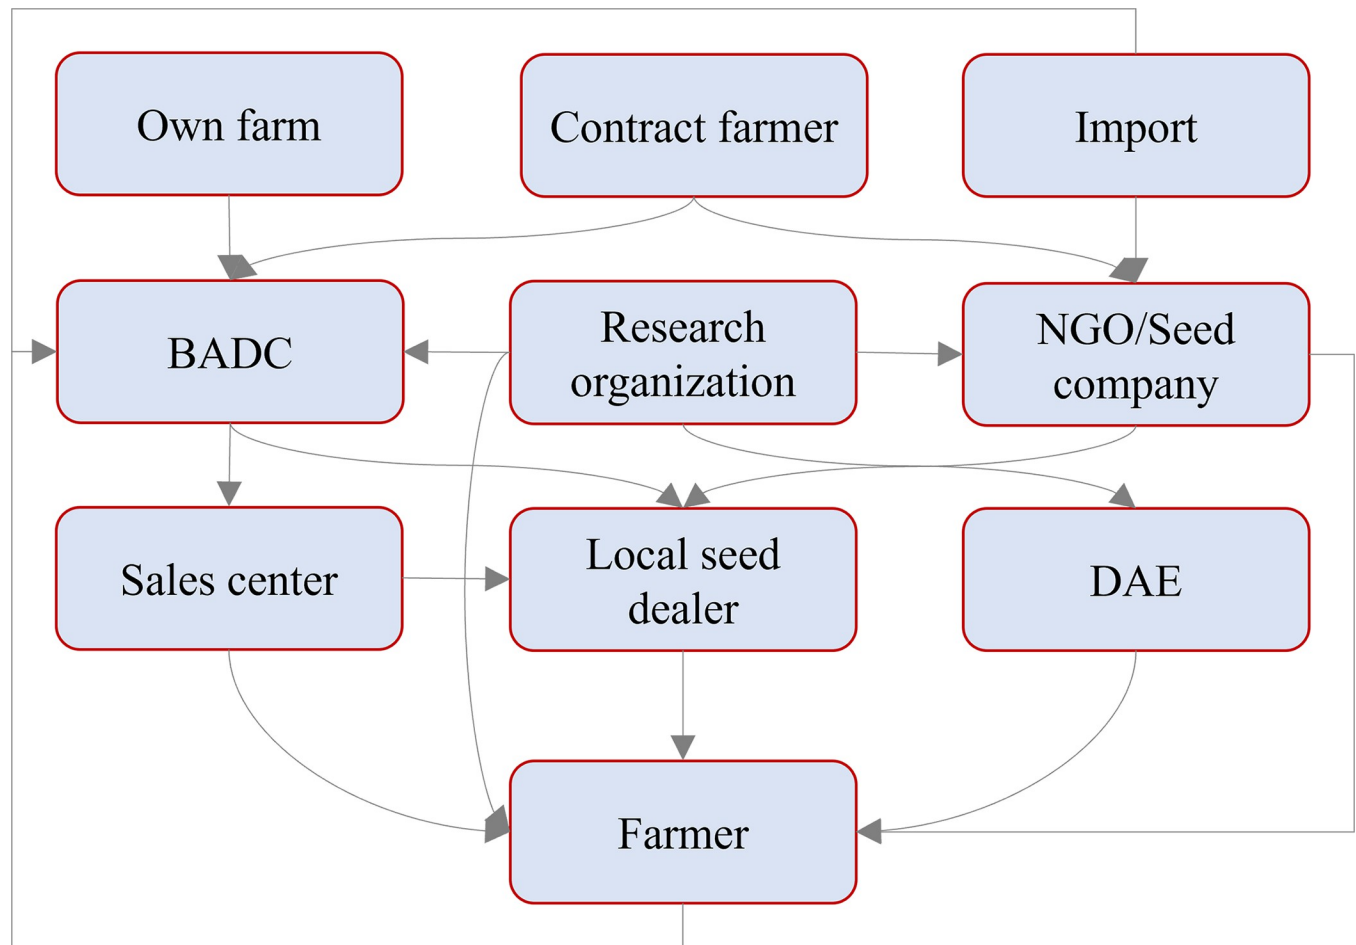 Own farm
Contract farmer
Import
BADC
Research
organization
NGO/Seed
company
Sales center
Local seed
dealer
DAE
Farmer